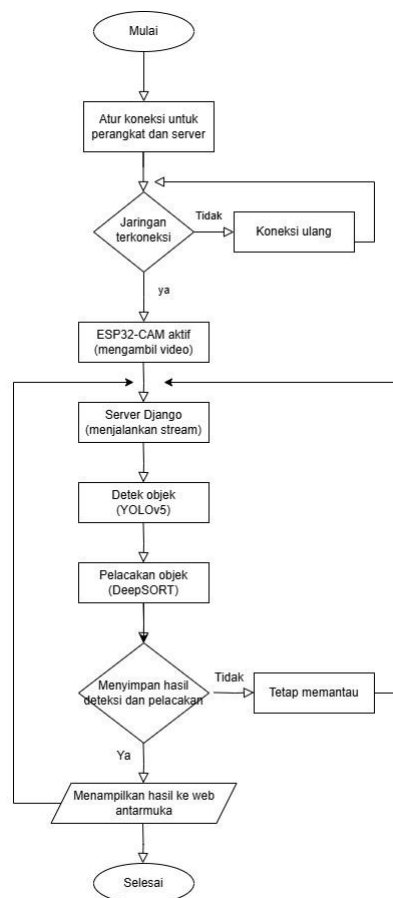 Mulai
Atur koneksi untuk
perangkat dan server
Jaringan
terkoneksi
Tidak
Koneksi ulang
ya
ESP32-CAM aktif
(mengambil video)
Server Django
(menjalankan stream)
Detek objek
(YOLOv5)
Pelacakan objek
(DeepSORT)
Menyimpan hasil
deteksi dan pelacakan
Tidak
Tetap memantau
Ya
Menampilkan hasil ke web
antarmuka
Selesai